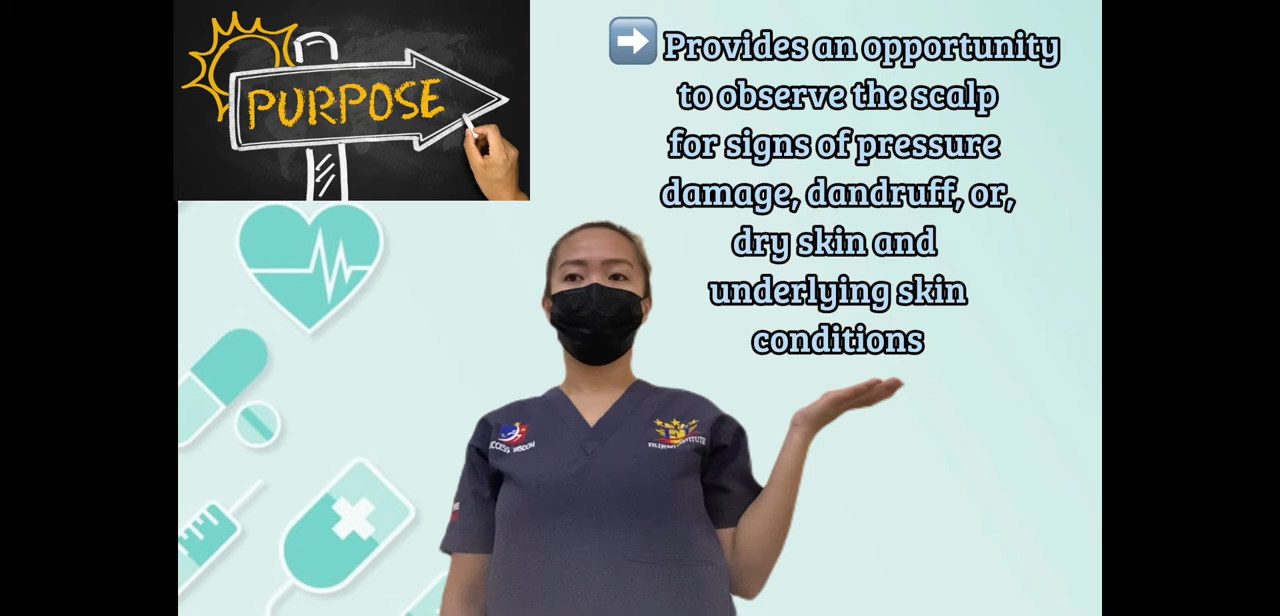 PURPOSE
➡ Provides an opportunity
to observe the scalp
for signs of pressure
damage, dandruff, or,
dry skin and
underlying skin
conditions